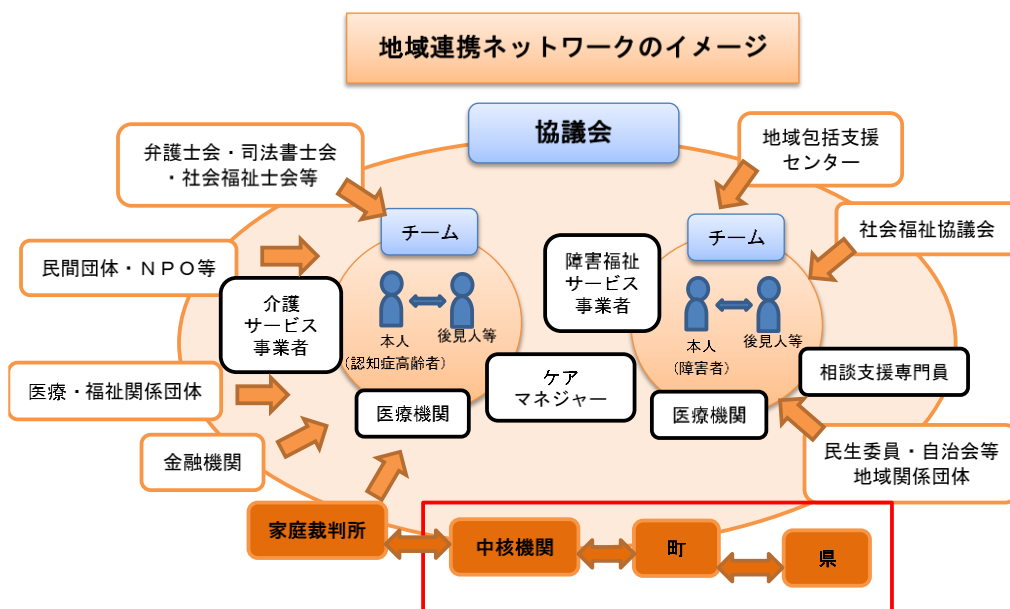 地域連携ネットワークのイメージ
協議会
弁護士会・司法書士会
・社会福祉士会等
地域包括支援
センター
チーム
チーム
社会福祉協議会
民間団体・ＮＰＯ等
介護
サービス
事業者
障害福祉
サービス
事業者
本人
後見人等
(認知症高齢者)
本人
後見人等
(障害者)
医療・福祉関係団体
医療機関
ケア
マネジャー
医療機関
相談支援専門員
金融機関
民生委員・自治会等
地域関係団体
家庭裁判所
中核機関
町
県